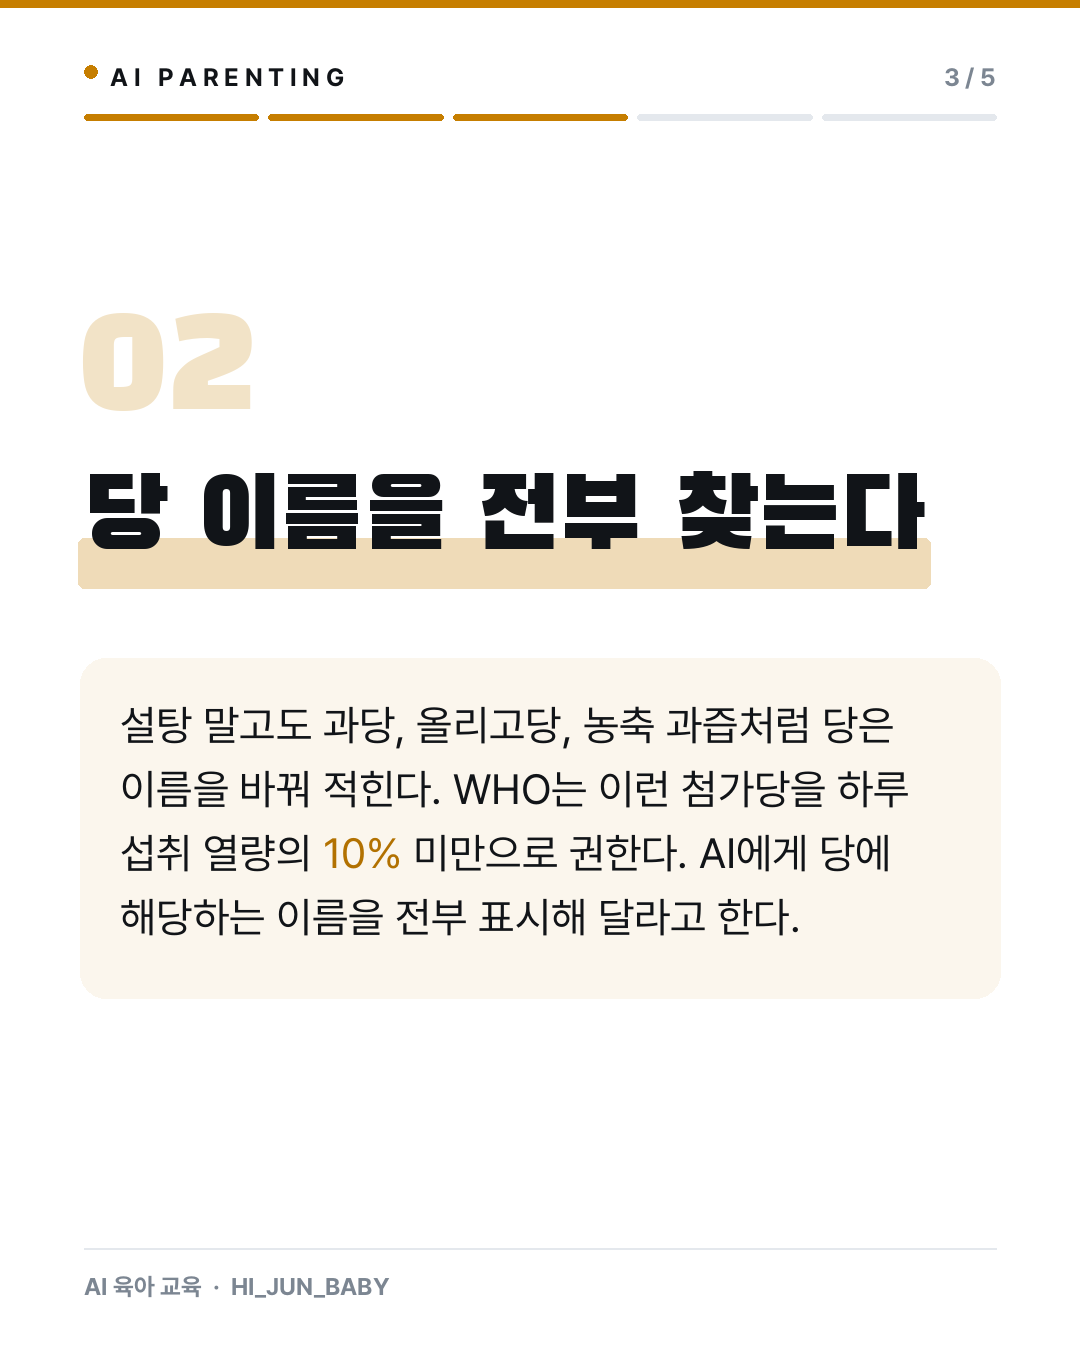 AI PARENTING
3 / 5
02
당 이름을 전부 찾는다
설탕 말고도 과당, 올리고당, 농축 과즙처럼 당은
이름을 바꿔 적힌다. WHO는 이런 첨가당을 하루
섭취 열량의 10% 미만으로 권한다. AI에게 당에
해당하는 이름을 전부 표시해 달라고 한다.
AI 육아 교육 · HI_JUN_BABY